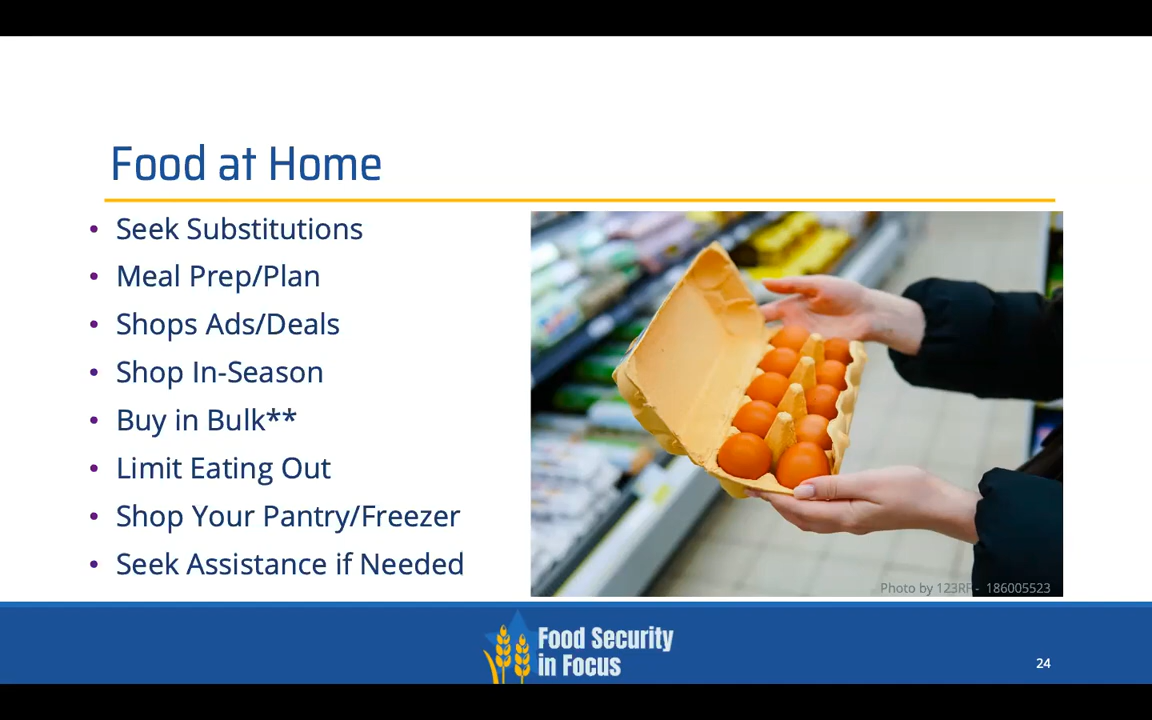 Food at Home
• Seek Substitutions
• Meal Prep/Plan
• Shops Ads/Deals
• Shop In-Season
• Buy in Bulk**
• Limit Eating Out
• Shop Your Pantry/Freezer
• Seek Assistance if Needed
Photo by 123RF - 186005523
Food Security
in Focus
24